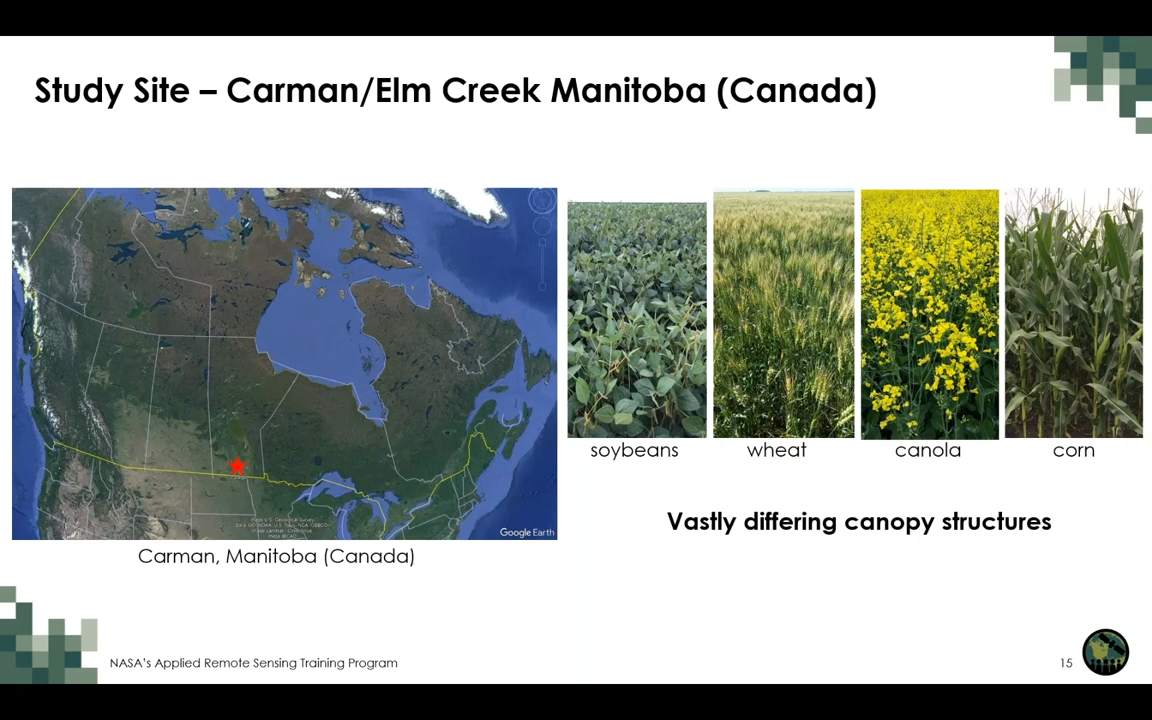 Study Site – Carman/Elm Creek Manitoba (Canada)
Google Earth
Carman, Manitoba (Canada)
soybeans
wheat
canola
corn
Vastly differing canopy structures
NASA's Applied Remote Sensing Training Program
15